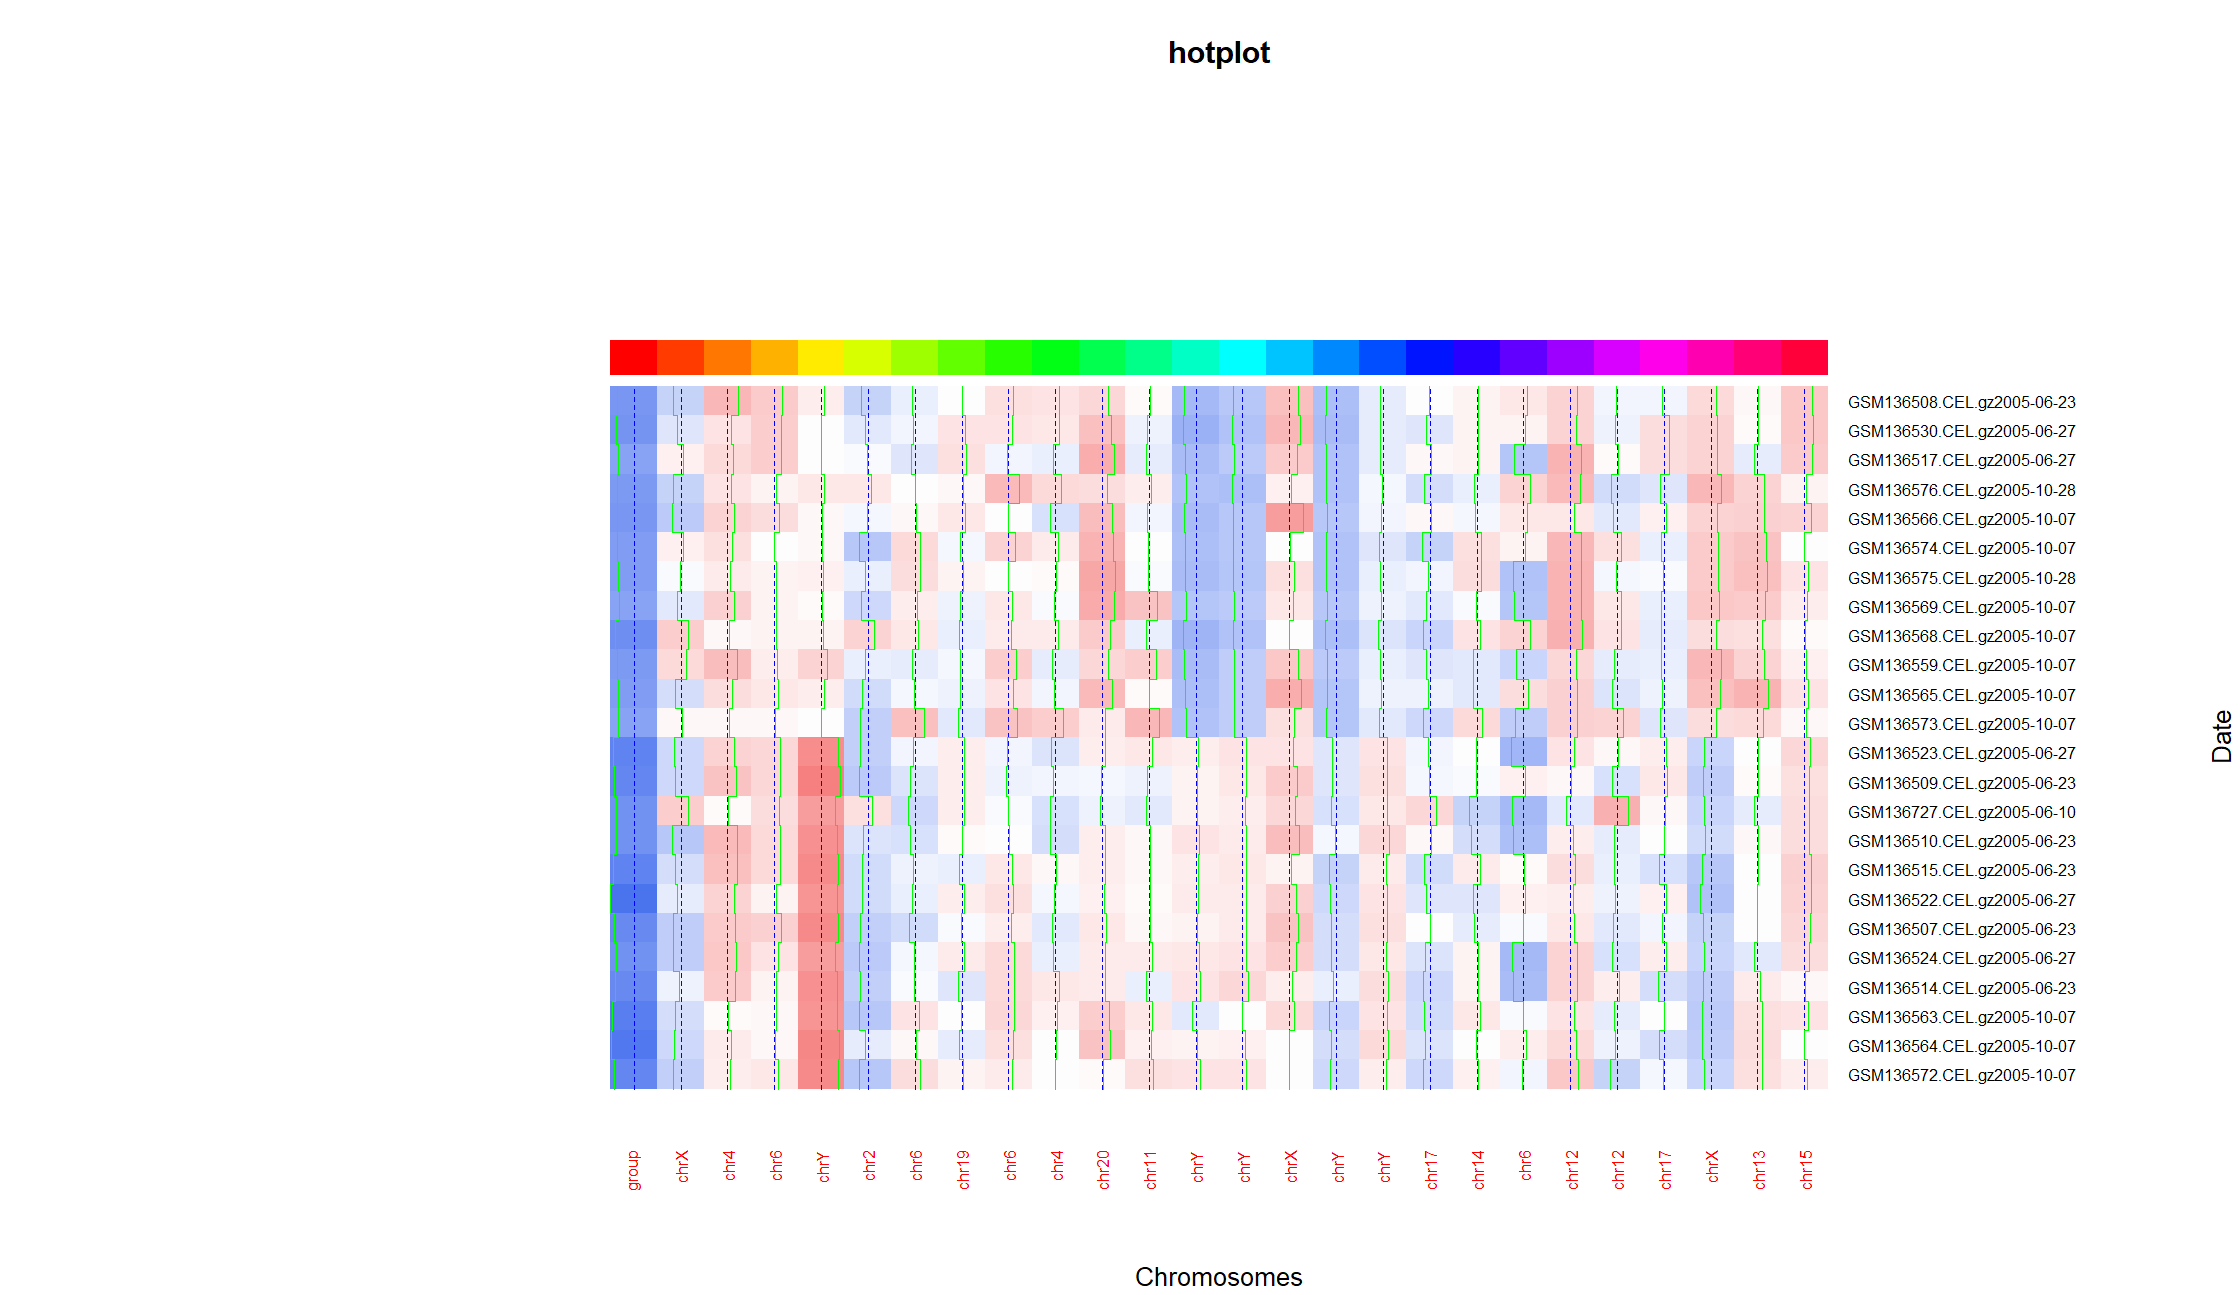 hotplot
GSM136508.CEL.gz2005-06-23
GSM136530.CEL.gz2005-06-27
GSM136517.CEL.gz2005-06-27
GSM136576.CEL.gz2005-10-28
GSM136566.CEL.gz2005-10-07
GSM136574.CEL.gz2005-10-07
GSM136575.CEL.gz2005-10-28
GSM136569.CEL.gz2005-10-07
GSM136568.CEL.gz2005-10-07
GSM136559.CEL.gz2005-10-07
GSM136565.CEL.gz2005-10-07
GSM136573.CEL.gz2005-10-07
GSM136523.CEL.gz2005-06-27
GSM136509.CEL.gz2005-06-23
GSM136727.CEL.gz2005-06-10
GSM136510.CEL.gz2005-06-23
GSM136515.CEL.gz2005-06-23
GSM136522.CEL.gz2005-06-27
GSM136507.CEL.gz2005-06-23
GSM136524.CEL.gz2005-06-27
GSM136514.CEL.gz2005-06-23
GSM136563.CEL.gz2005-10-07
GSM136564.CEL.gz2005-10-07
GSM136572.CEL.gz2005-10-07
Date
group
chrX
chr4
chr6
chrY
chr2
chr6
chr19
chr6
chr4
chr20
chr11
chrY
chrY
chrX
chrY
chrY
chr17
chr14
chr6
chr12
chr12
chr17
chrX
chr13
chr15
Chromosomes